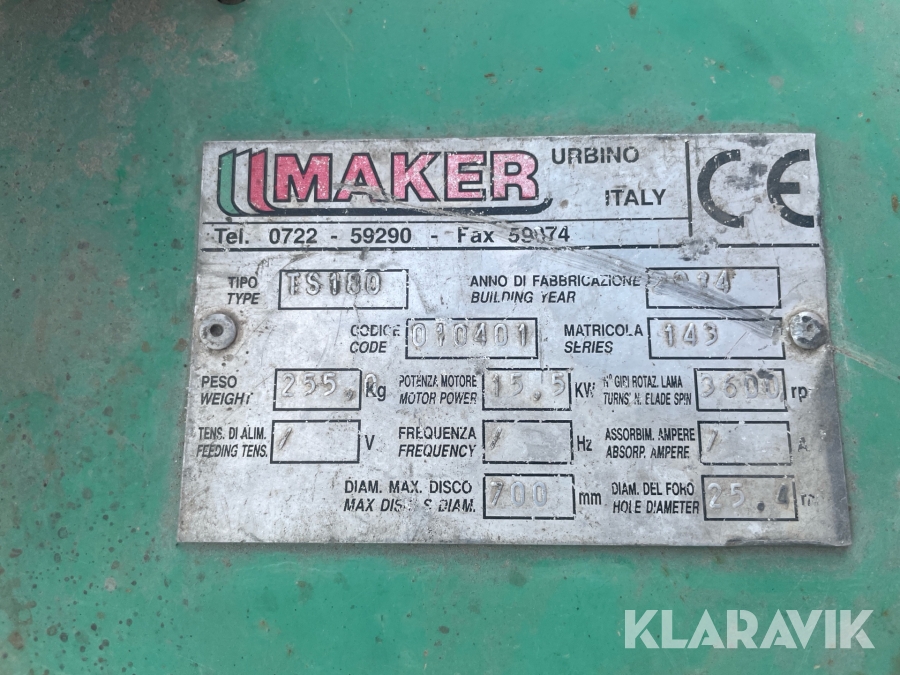 MAKER URBINO ITALY CE
Tel. 0722 - 59290 - Fax
TIPO TYPE TS180 ANNO DI FABBRICAZIONE BUILDING YEAR
CODICE CODE 010401 MATRICOLA SERIES 143
PESO WEIGHT 255,0 Kg POTENZA MOTORE MOTOR POWER 15,5 KW N° GIRI ROTAZ. LAMA TURNS' N. BLADE SPIN 3600 rp
TENS. DI ALIM. FEEDING TENS. / V FREQUENZA FREQUENCY / Hz ASSORBIM. AMPERE ABSORP. AMPERE / A
DIAM. MAX. DISCO MAX DIAM. 700 mm DIAM. DEL FORO HOLE DIAMETER 25.4
KLARAVIK